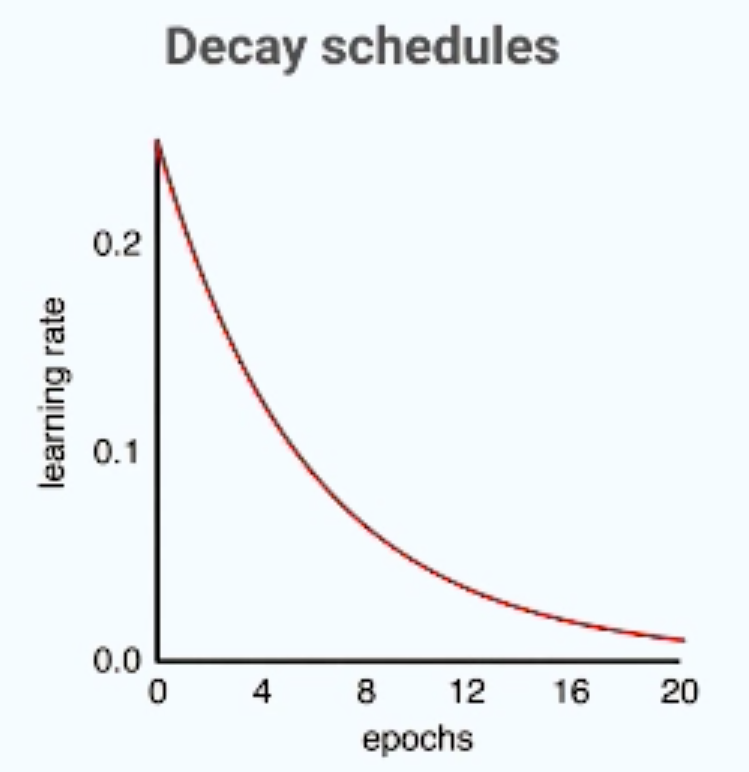 Decay schedules
learning rate
0.2
0.1
0.0
0 4 8 12 16 20
epochs